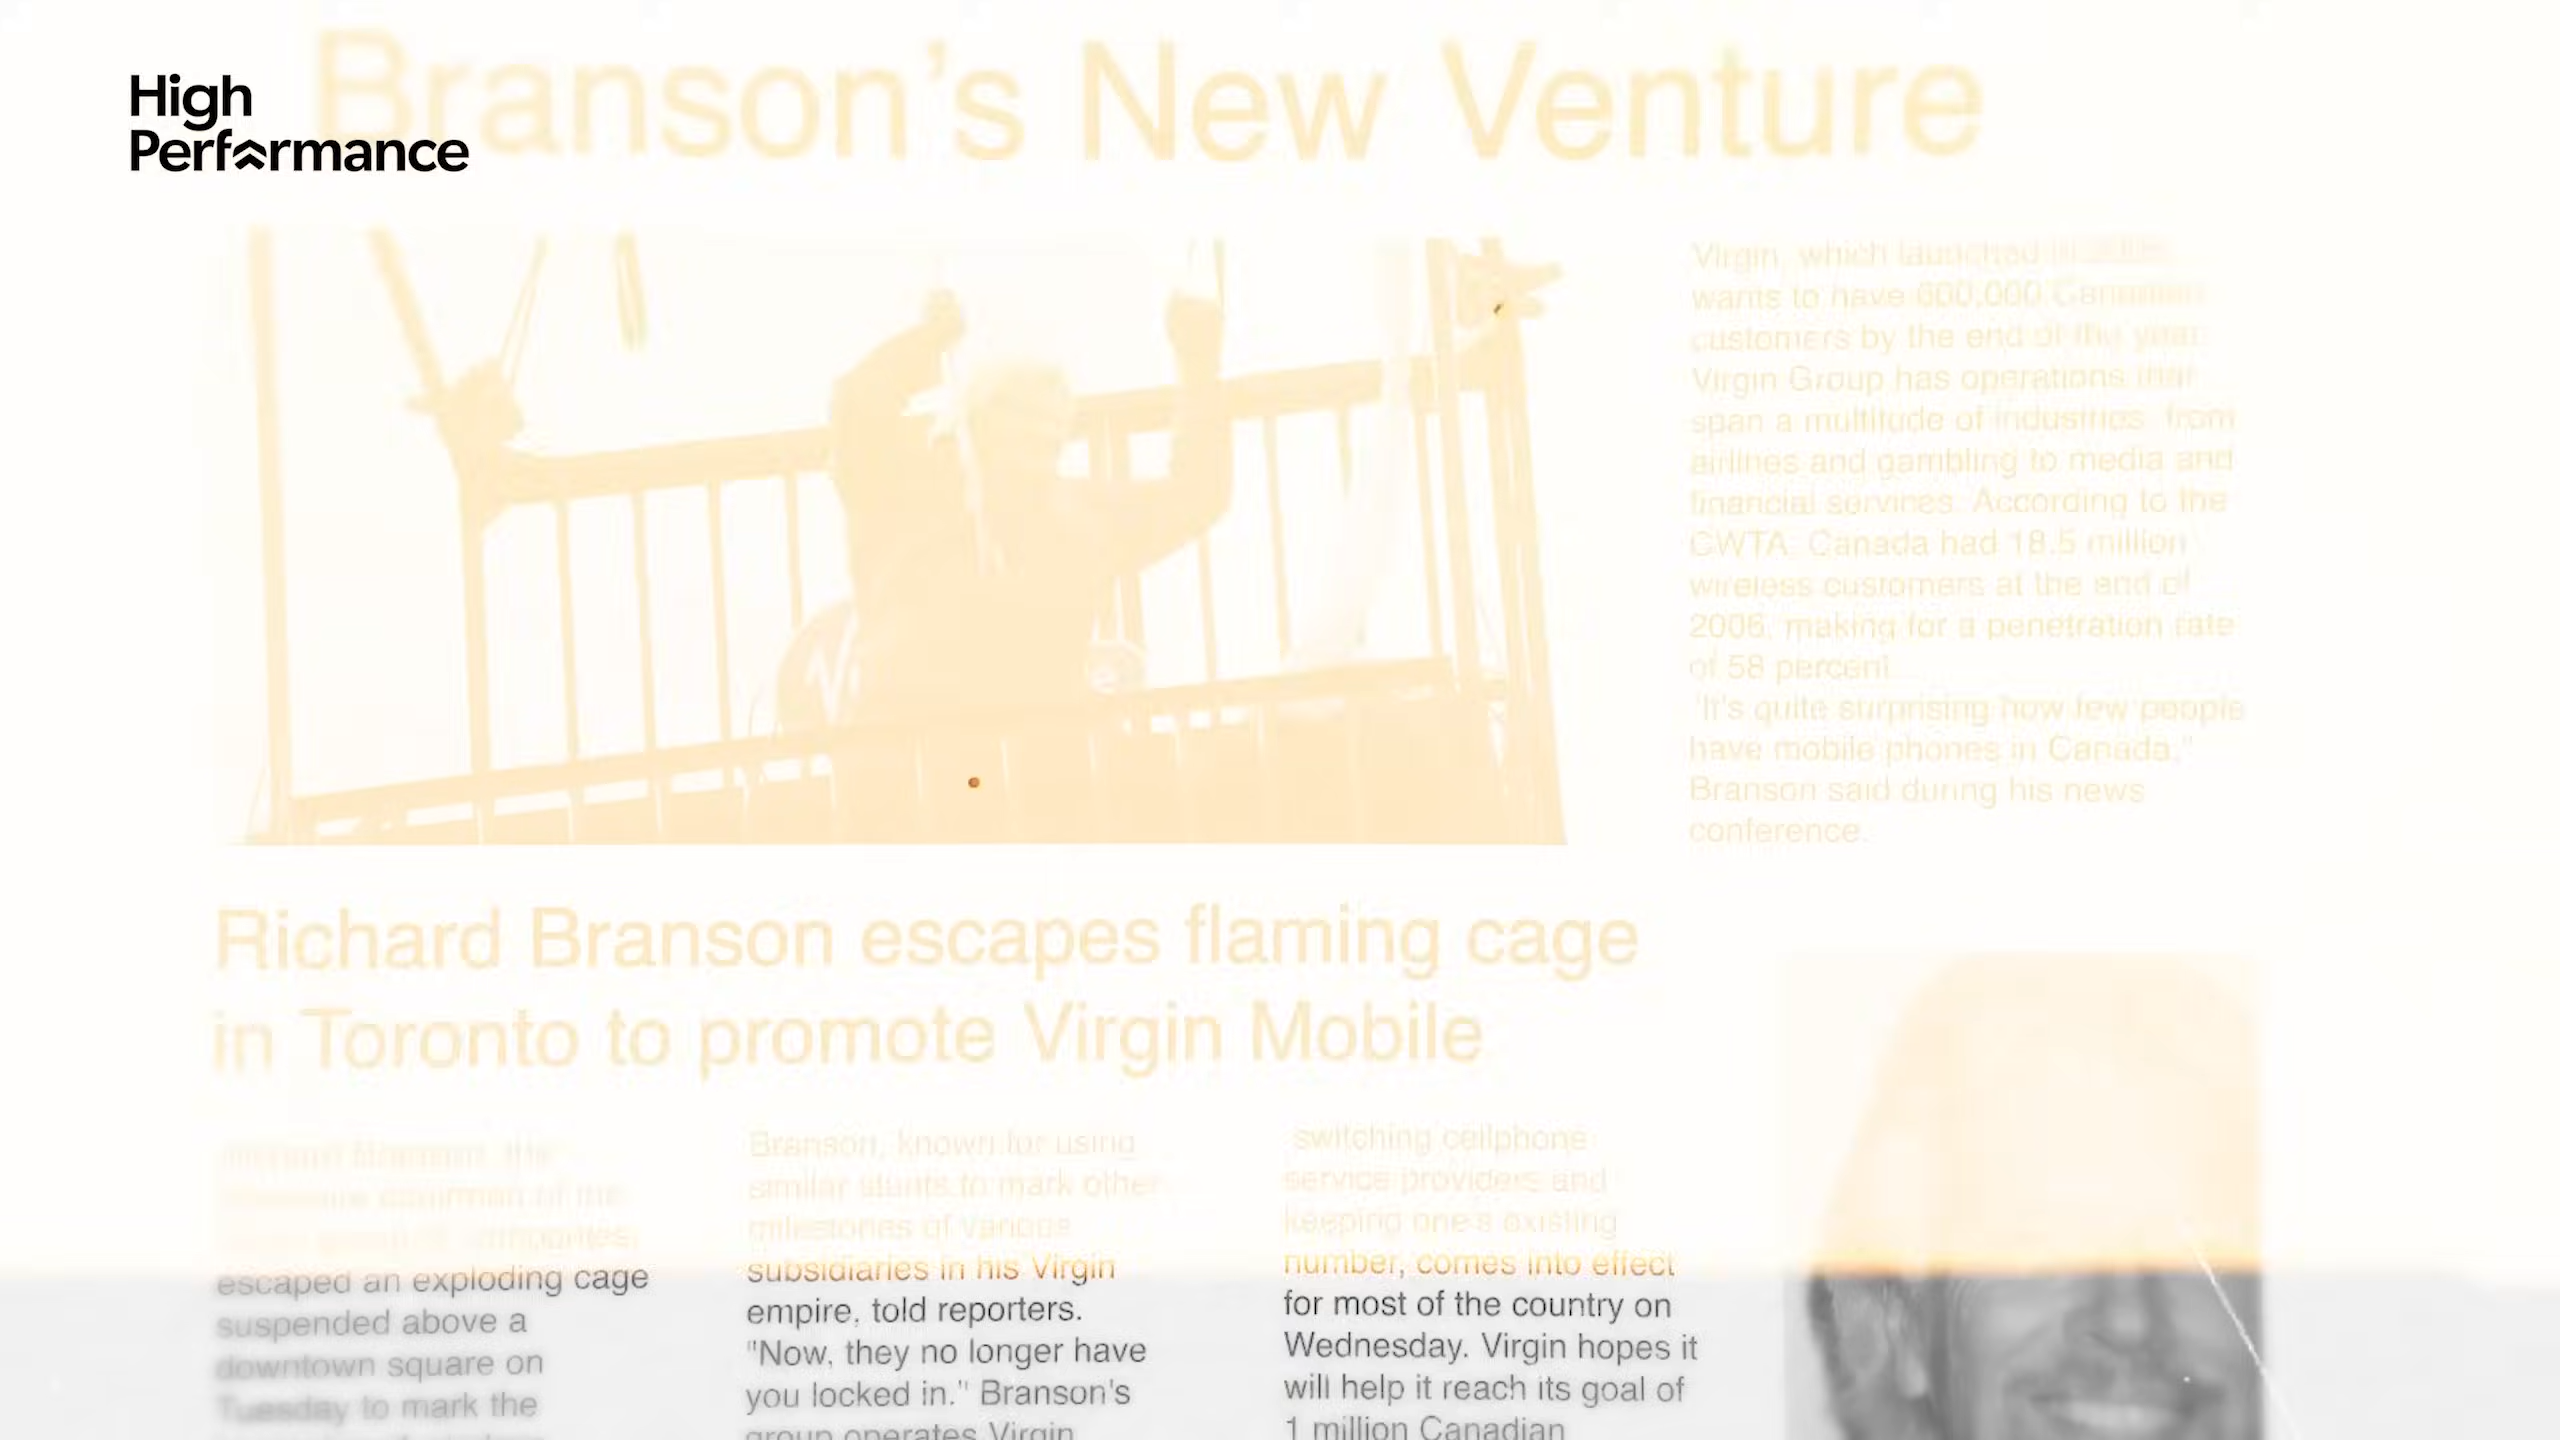 High
Performance
Branson's New Venture
Virgin, which launched
wants to have 600,000 Canadian
customers by the end of the year.
Virgin Group has operations that
span a multitude of industries, from
airlines and gambling to media and
financial services. According to the
CWTA, Canada had 18.5 million
wireless customers at the end of
2006, making for a penetration rate
of 58 percent.
"It's quite surprising how few people
have mobile phones in Canada,"
Branson said during his news
conference.
Richard Branson escapes flaming cage
in Toronto to promote Virgin Mobile
chairman of the
escaped an exploding cage
suspended above a
downtown square on
Tuesday to mark the
Branson, known for using
similar stunts to mark other
milestones of various
subsidiaries in his Virgin
empire, told reporters.
"Now, they no longer have
you locked in." Branson's
group operates Virgin
switching cellphone
service providers and
keeping one's existing
number, comes into effect
for most of the country on
Wednesday. Virgin hopes it
will help it reach its goal of
1 million Canadian